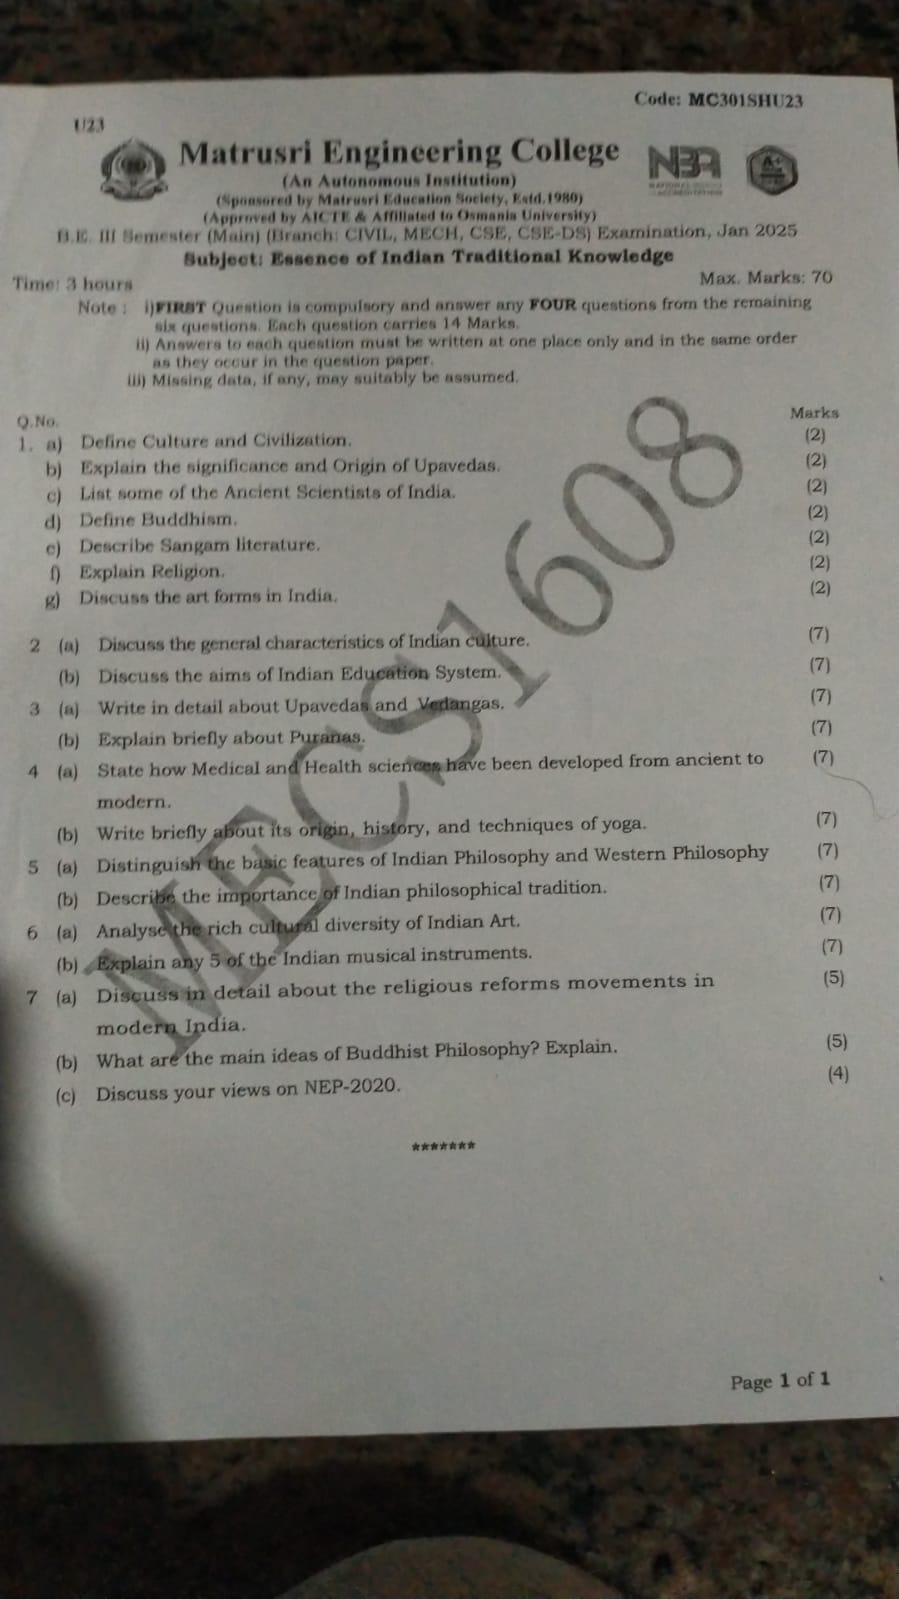 Code: MC301SHU23
U23
Matrusri Engineering College
NBA
A+
(An Autonomous Institution)
(Sponsored by Matrusri Education Society, Estd.1980)
(Approved by AICTE & Affiliated to Osmania University)
B.E. III Semester (Main) (Branch: CIVIL, MECH, CSE, CSE-DS) Examination, Jan 2025
Subject: Essence of Indian Traditional Knowledge
Time: 3 hours Max. Marks: 70
Note : i)FIRST Question is compulsory and answer any FOUR questions from the remaining
six questions. Each question carries 14 Marks.
ii) Answers to each question must be written at one place only and in the same order
as they occur in the question paper.
iii) Missing data, if any, may suitably be assumed.
Q.No. Marks
1. a) Define Culture and Civilization. (2)
b) Explain the significance and Origin of Upavedas. (2)
c) List some of the Ancient Scientists of India. (2)
d) Define Buddhism. (2)
e) Describe Sangam literature. (2)
f) Explain Religion. (2)
g) Discuss the art forms in India. (2)
2 (a) Discuss the general characteristics of Indian culture. (7)
(b) Discuss the aims of Indian Education System. (7)
3 (a) Write in detail about Upavedas and Vedangas. (7)
(b) Explain briefly about Puranas. (7)
4 (a) State how Medical and Health sciences have been developed from ancient to (7)
modern.
(b) Write briefly about its origin, history, and techniques of yoga. (7)
5 (a) Distinguish the basic features of Indian Philosophy and Western Philosophy (7)
(b) Describe the importance of Indian philosophical tradition. (7)
6 (a) Analyse the rich cultural diversity of Indian Art. (7)
(b) Explain any 5 of the Indian musical instruments. (7)
7 (a) Discuss in detail about the religious reforms movements in (5)
modern India.
(b) What are the main ideas of Buddhist Philosophy? Explain. (5)
(c) Discuss your views on NEP-2020. (4)
*******
MECS1608
Page 1 of 1